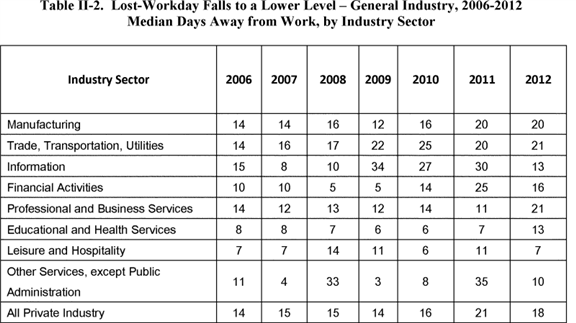 Table II-2.  Lost-Workday Falls to a Lower Level – General Industry, 2006-2012
Median Days Away from Work, by Industry Sector
Industry Sector 2006 2007 2008 2009 2010 2011 2012
Manufacturing 14 14 16 12 16 20 20
Trade, Transportation, Utilities 14 16 17 22 25 20 21
Information 15 8 10 34 27 30 13
Financial Activities 10 10 5 5 14 25 16
Professional and Business Services 14 12 13 12 14 11 21
Educational and Health Services 8 8 7 6 6 7 13
Leisure and Hospitality 7 7 14 11 6 11 7
Other Services, except Public
Administration 11 4 33 3 8 35 10
All Private Industry 14 15 15 14 16 21 18